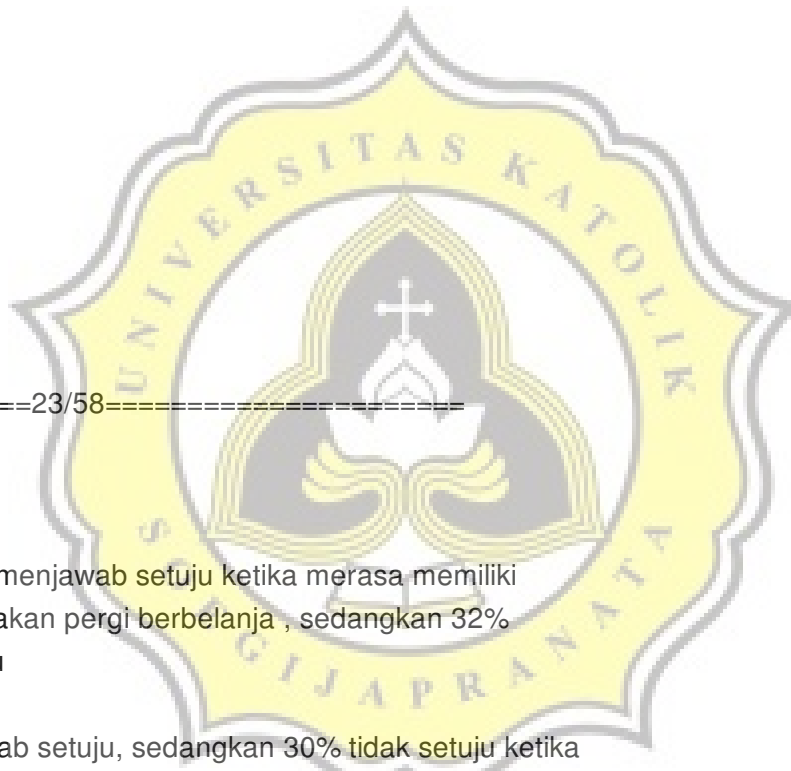 UNIVERSITAS KATOLIK
==23/58======================
menjawab setuju ketika merasa memiliki
akan pergi berbelanja , sedangkan 32%
ab setuju, sedangkan 30% tidak setuju ketika
SOEGIJAPRANATA